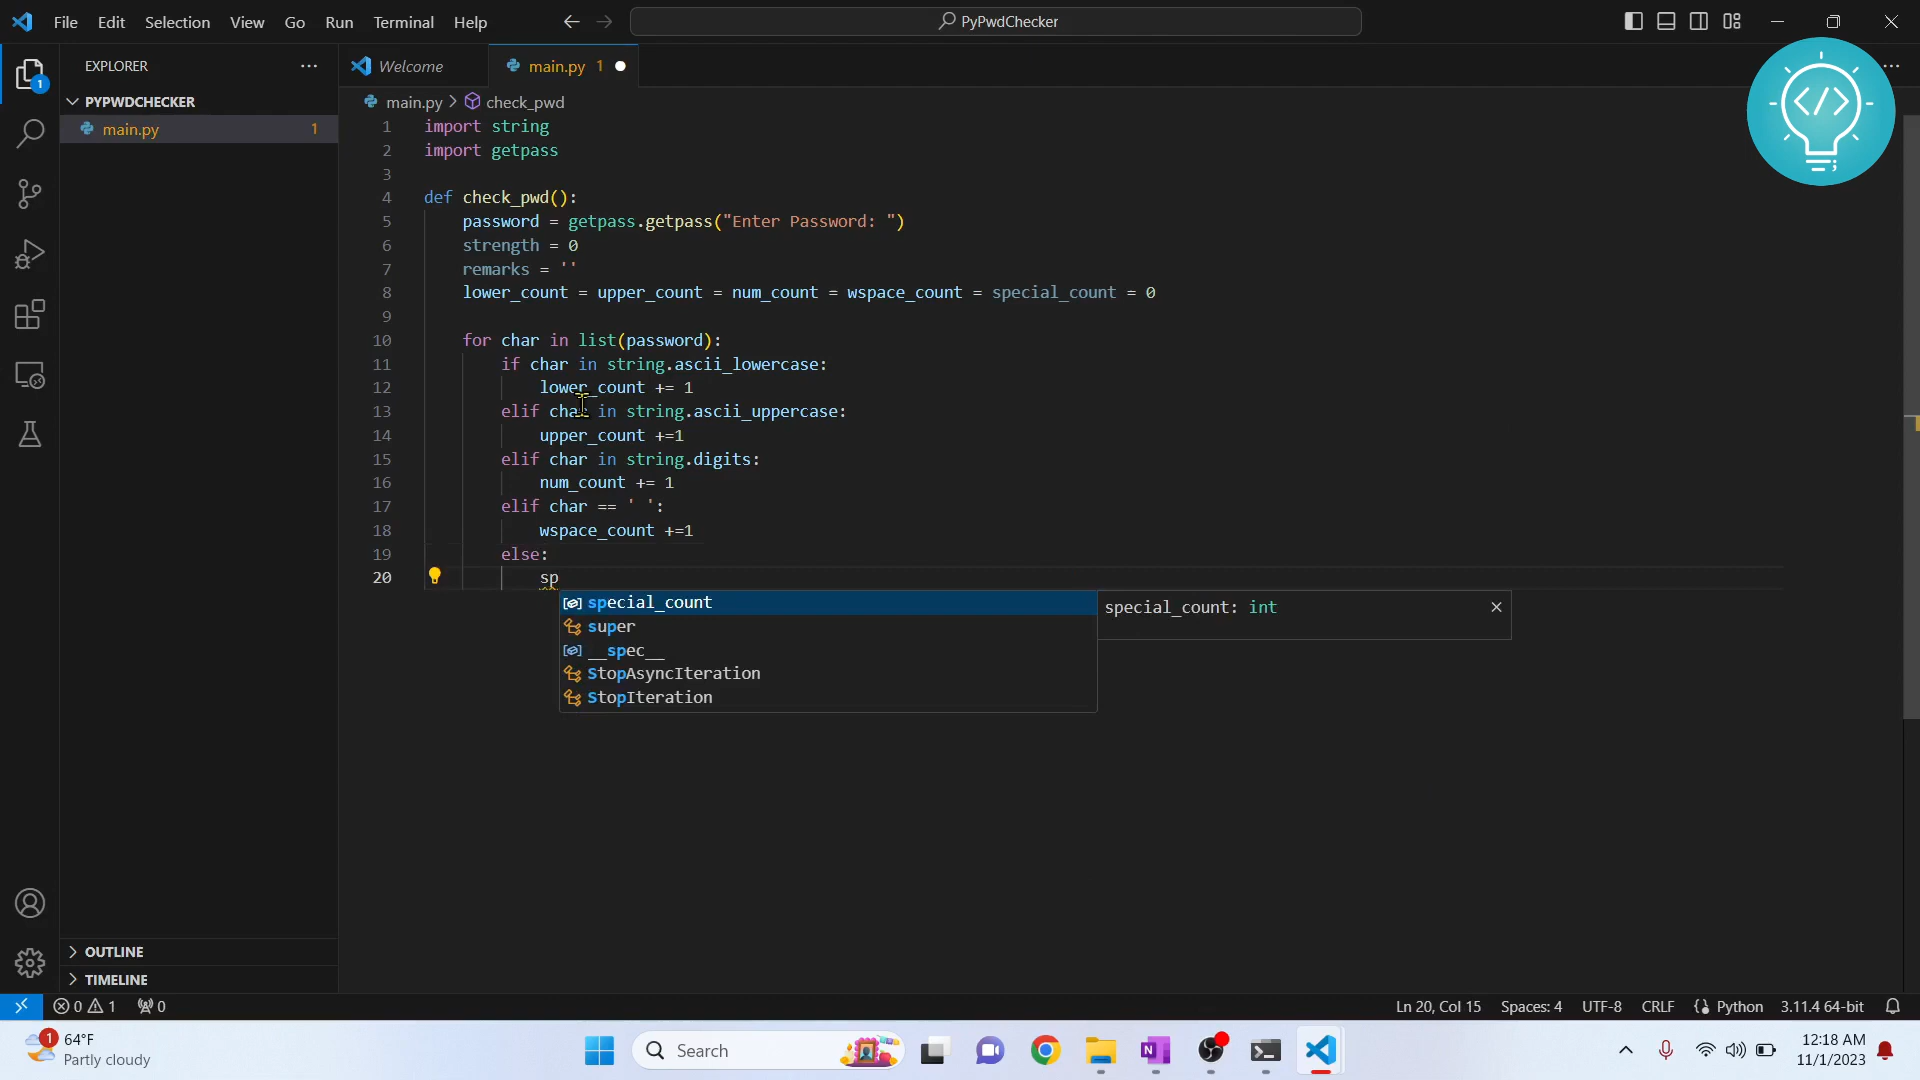 File Edit Selection View Go Run Terminal Help
PyPwdChecker
EXPLORER
PYPWDCHECKER
main.py 1
1
Welcome
main.py 1
main.py > check_pwd
1 import string
2 import getpass
3
4 def check_pwd():
5 password = getpass.getpass("Enter Password: ")
6 strength = 0
7 remarks = ''
8 lower_count = upper_count = num_count = wspace_count = special_count = 0
9
10 for char in list(password):
11 if char in string.ascii_lowercase:
12 lower_count += 1
13 elif char in string.ascii_uppercase:
14 upper_count +=1
15 elif char in string.digits:
16 num_count += 1
17 elif char == ' ':
18 wspace_count +=1
19 else:
20 sp
special_count
super
__spec__
StopAsyncIteration
StopIteration
special_count: int
OUTLINE
TIMELINE
0 1 0
Ln 20, Col 15 Spaces: 4 UTF-8 CRLF Python 3.11.4 64-bit
1
64°F
Partly cloudy
Search
12:18 AM
11/1/2023